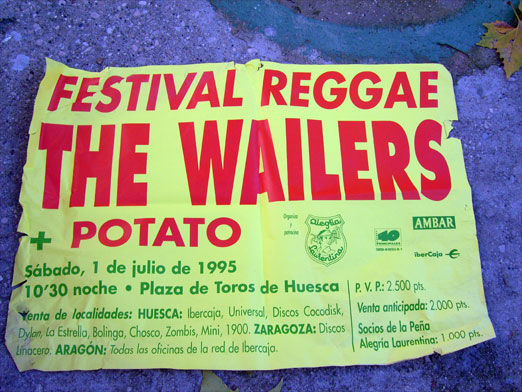 FESTIVAL REGGAE
THE WAILERS
+ POTATO
Organiza y patrocina
Alegría Laurentina
40 PRINCIPALES
AMBAR
iberCaja
Sábado, 1 de julio de 1995
10'30 noche • Plaza de Toros de Huesca
Venta de localidades: HUESCA: Ibercaja, Universal, Discos Cocodisk,
Dylan, La Estrella, Bolinga, Chosco, Zombis, Mini, 1900. ZARAGOZA: Discos
Linacero. ARAGÓN: Todas las oficinas de la red de Ibercaja.
P. V. P.: 2.500 pts.
Venta anticipada: 2.000 pts.
Socios de la Peña
Alegría Laurentina: 1.000 pts.